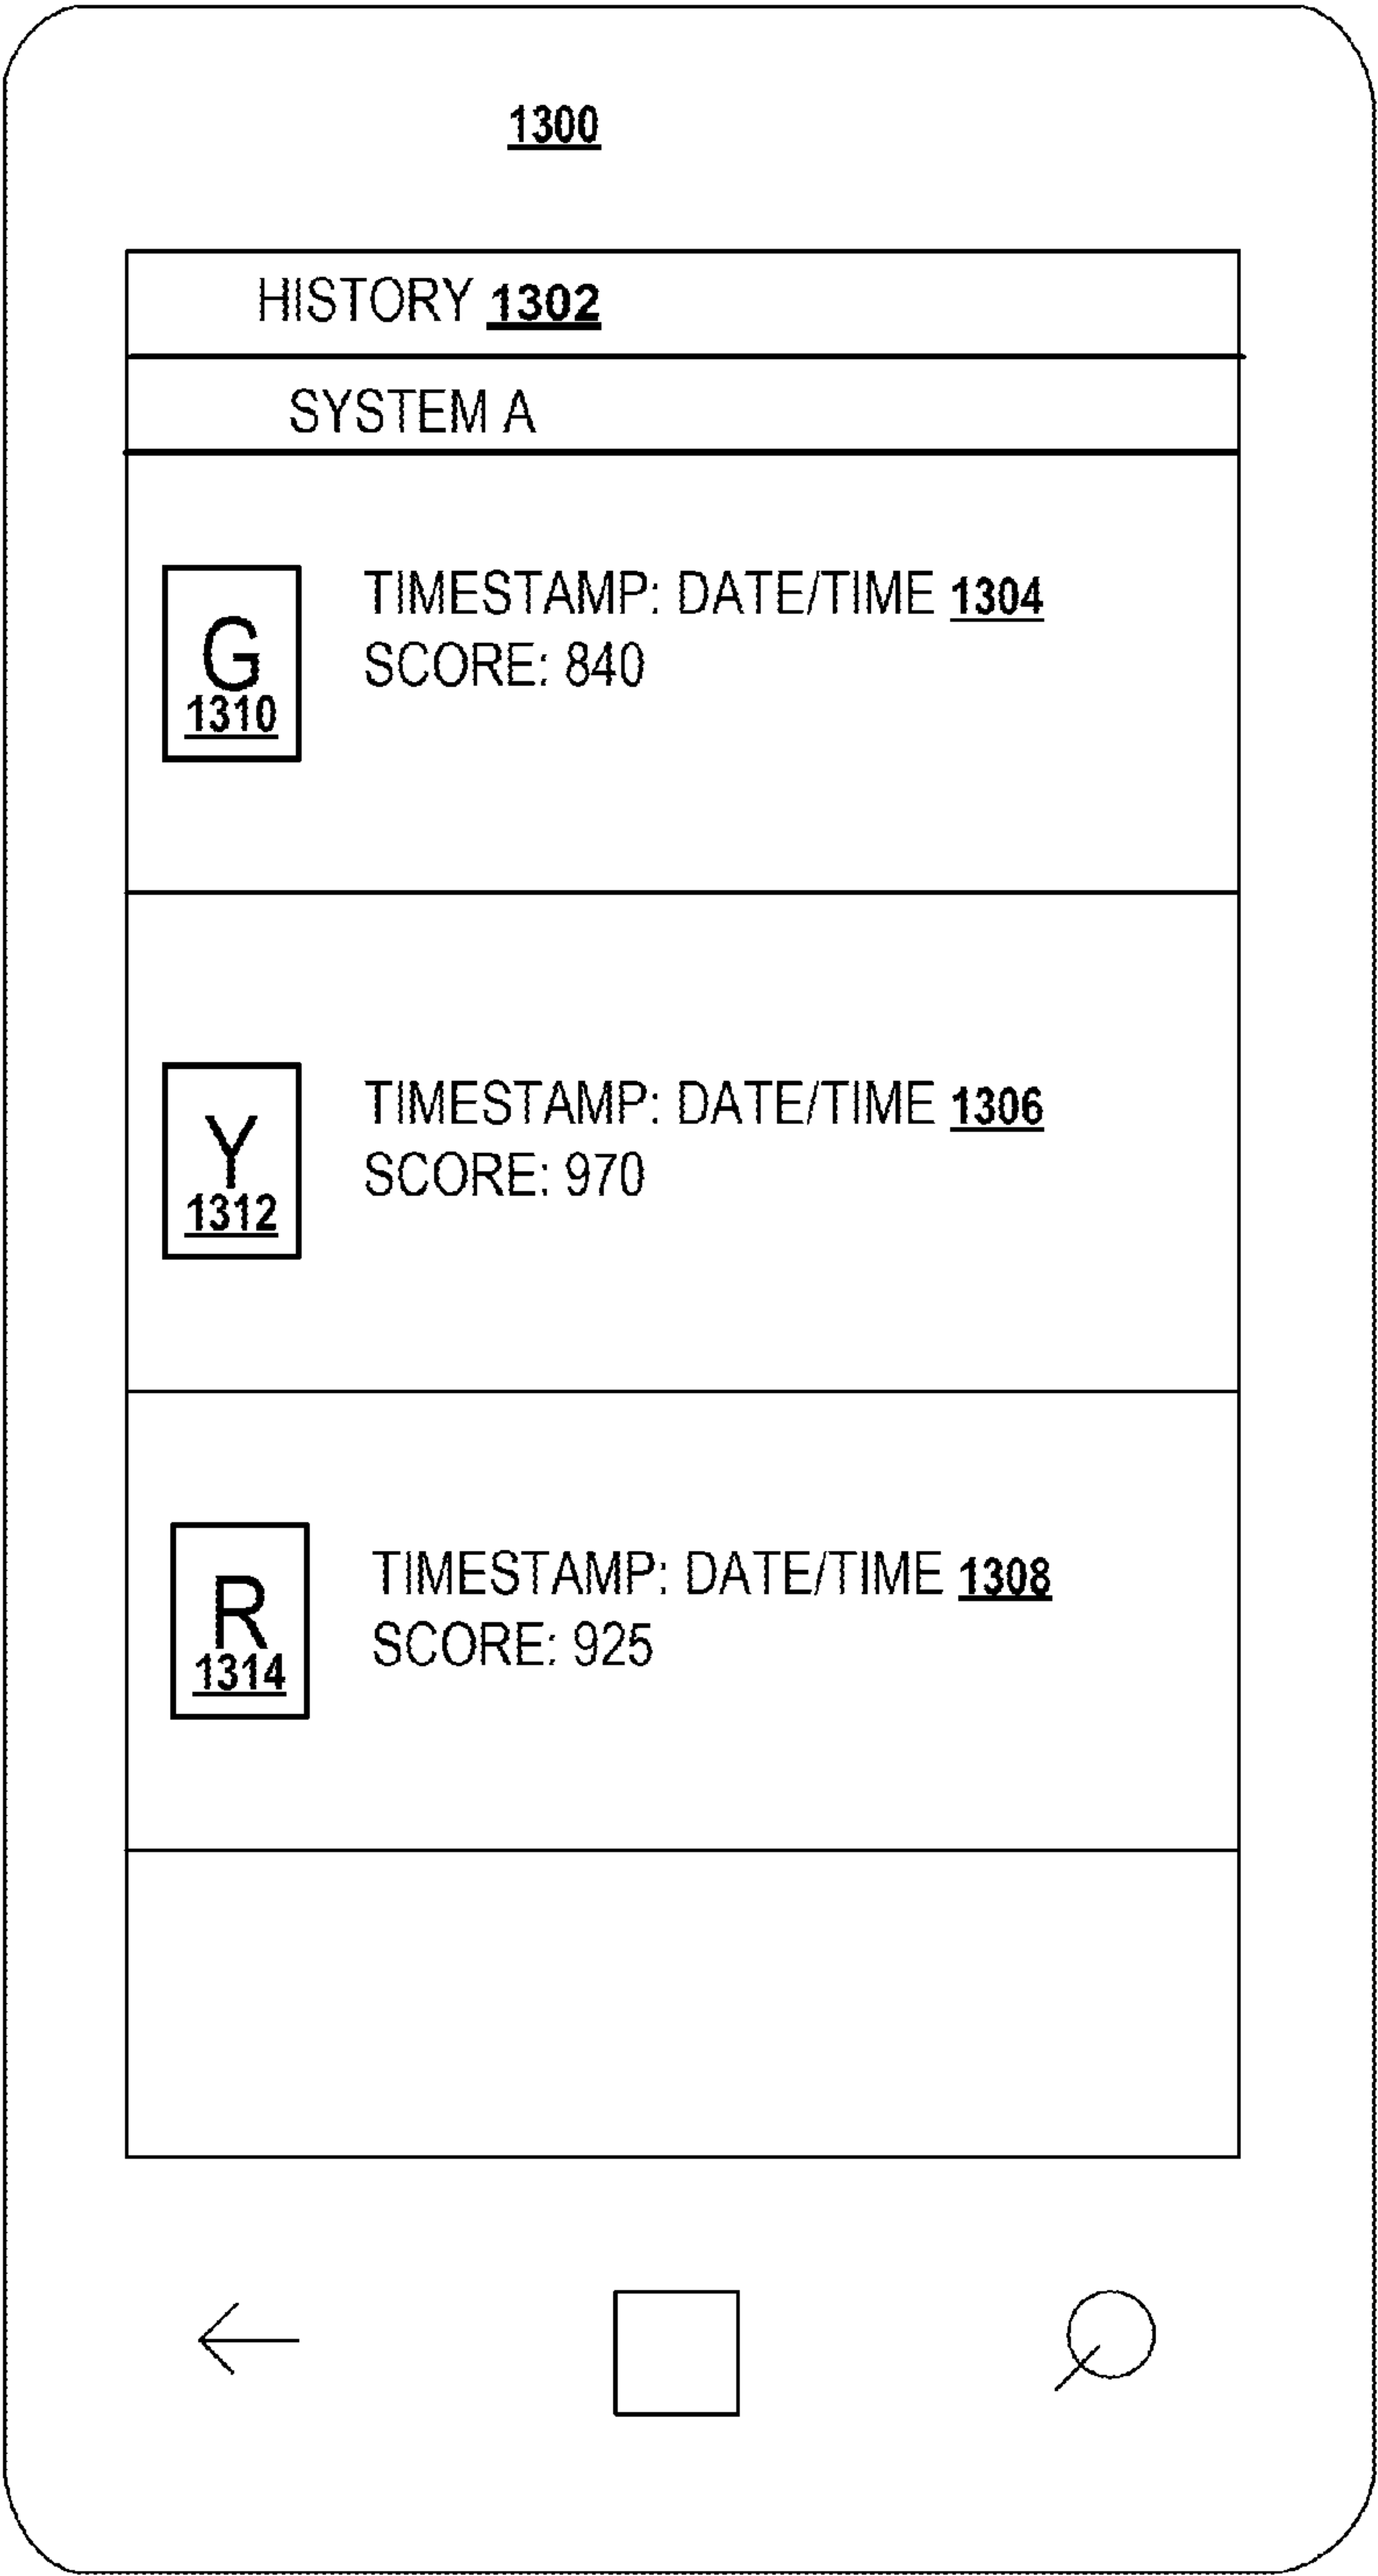 1300
HISTORY 1302
SYSTEM A
G
1310
TIMESTAMP: DATE/TIME 1304
SCORE: 840
Y
1312
TIMESTAMP: DATE/TIME 1306
SCORE: 970
R
1314
TIMESTAMP: DATE/TIME 1308
SCORE: 925